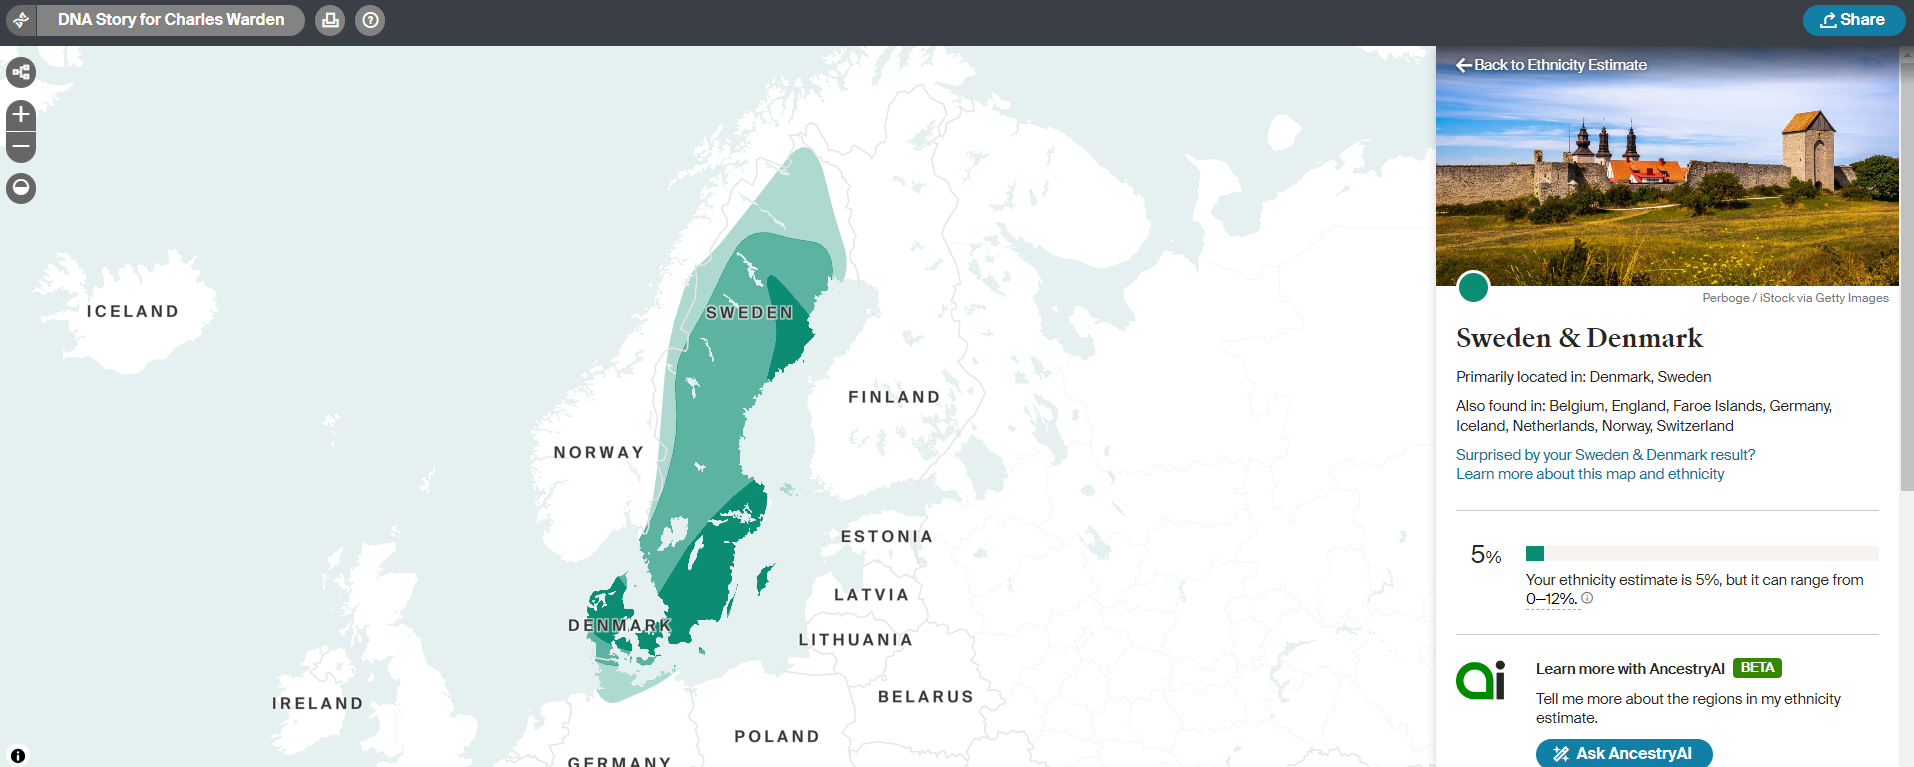 DNA Story for Charles Warden
Share
Back to Ethnicity Estimate
Perboge / iStock via Getty Images
Sweden & Denmark
Primarily located in: Denmark, Sweden
Also found in: Belgium, England, Faroe Islands, Germany,
Iceland, Netherlands, Norway, Switzerland
Surprised by your Sweden & Denmark result?
Learn more about this map and ethnicity
5%
Your ethnicity estimate is 5%, but it can range from
0—12%.
ai
Learn more with AncestryAI BETA
Tell me more about the regions in my ethnicity
estimate.
Ask AncestryAI
ICELAND
SWEDEN
FINLAND
NORWAY
ESTONIA
LATVIA
DENMARK
LITHUANIA
BELARUS
IRELAND
POLAND
GERMANY